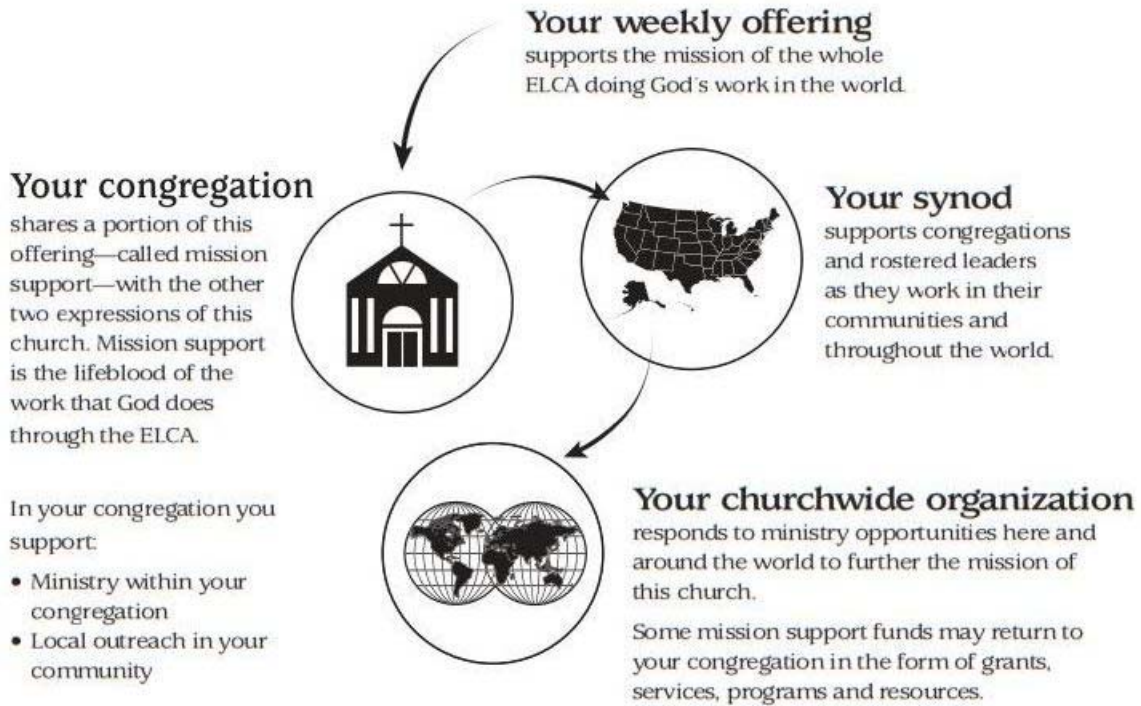 Your weekly offering
supports the mission of the whole
ELCA doing God's work in the world.
Your congregation
shares a portion of this
offering—called mission
support—with the other
two expressions of this
church. Mission support
is the lifeblood of the
work that God does
through the ELCA.
In your congregation you
support:
• Ministry within your
congregation
• Local outreach in your
community
Your synod
supports congregations
and rostered leaders
as they work in their
communities and
throughout the world.
Your churchwide organization
responds to ministry opportunities here and
around the world to further the mission of
this church.
Some mission support funds may return to
your congregation in the form of grants,
services, programs and resources.